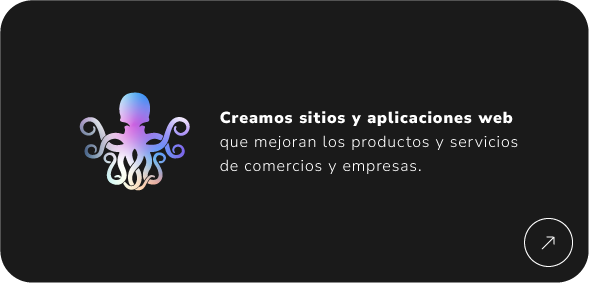 Creamos sitios y aplicaciones web
que mejoran los productos y servicios
de comercios y empresas.